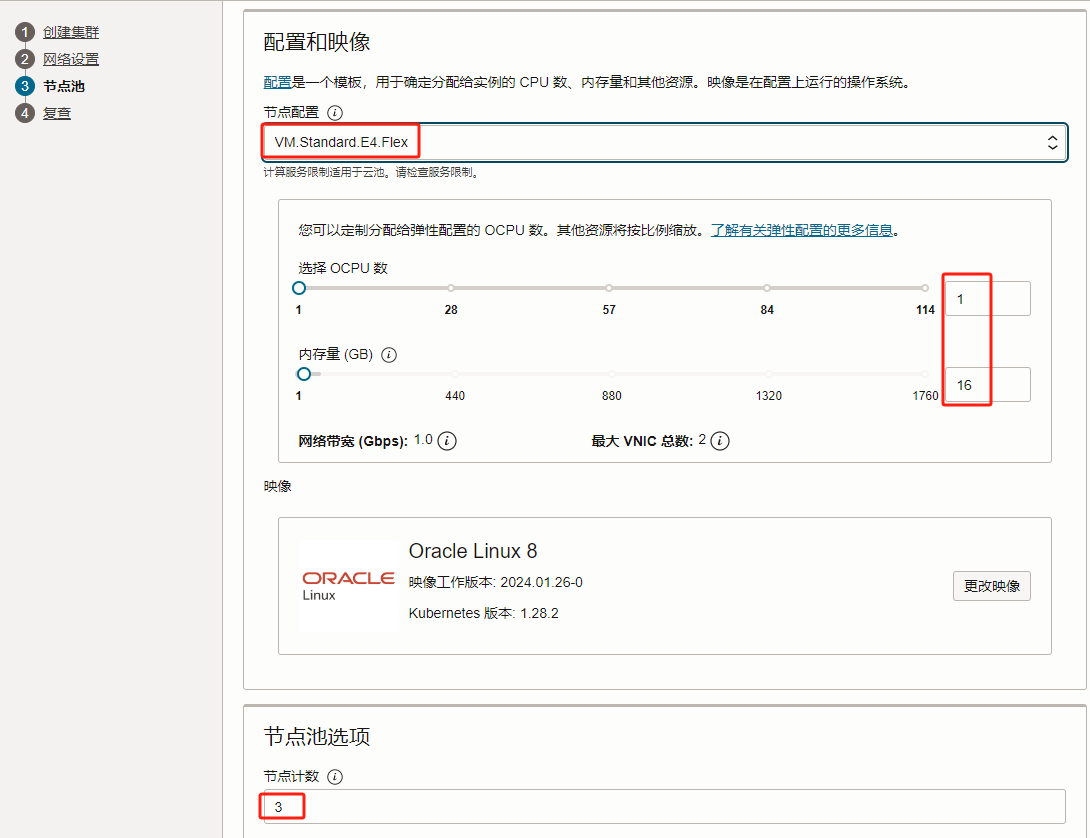 1 创建集群
2 网络设置
3 节点池
4 复查
配置和映像
配置是一个模板，用于确定分配给实例的 CPU 数、内存量和其他资源。映像是在配置上运行的操作系统。
节点配置 i
VM.Standard.E4.Flex
计算服务限制适用于云池。请检查服务限制。
您可以定制分配给弹性配置的 OCPU 数。其他资源将按比例缩放。了解有关弹性配置的更多信息。
选择 OCPU 数
1
1 28 57 84 114
内存量 (GB) i
16
1 440 880 1320 1760
网络带宽 (Gbps): 1.0 i 最大 VNIC 总数: 2 i
映像
Oracle Linux 8
ORACLE
Linux
映像工作版本: 2024.01.26-0
更改映像
Kubernetes 版本: 1.28.2
节点池选项
节点计数 i
3